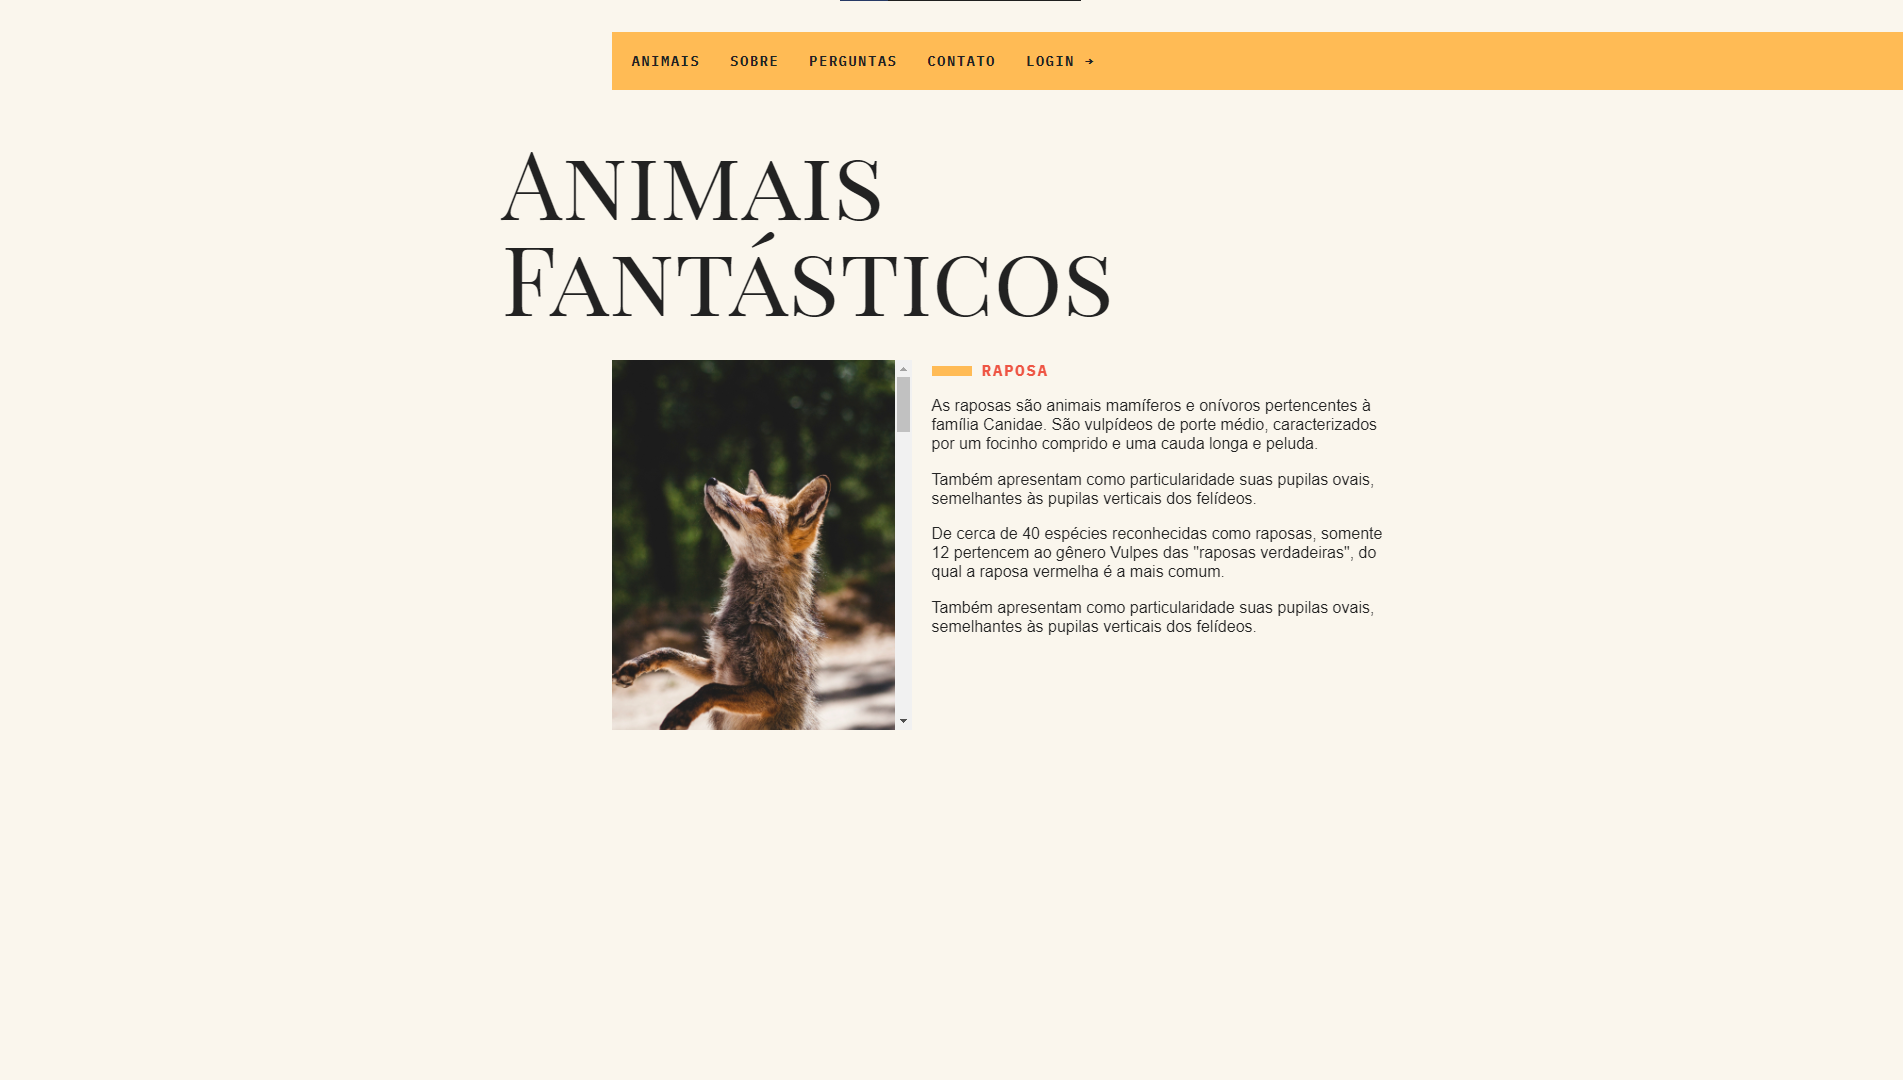 ANIMAIS SOBRE PERGUNTAS CONTATO LOGIN →
ANIMAIS
FANTÁSTICOS
RAPOSA
As raposas são animais mamíferos e onívoros pertencentes à
família Canidae. São vulpídeos de porte médio, caracterizados
por um focinho comprido e uma cauda longa e peluda.
Também apresentam como particularidade suas pupilas ovais,
semelhantes às pupilas verticais dos felídeos.
De cerca de 40 espécies reconhecidas como raposas, somente
12 pertencem ao gênero Vulpes das "raposas verdadeiras", do
qual a raposa vermelha é a mais comum.
Também apresentam como particularidade suas pupilas ovais,
semelhantes às pupilas verticais dos felídeos.